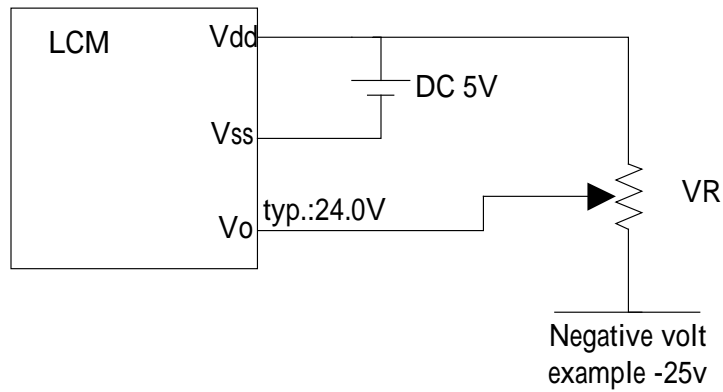 LCM
Vdd
DC 5V
Vss
typ.:24.0V
Vo
VR
Negative volt
example -25v